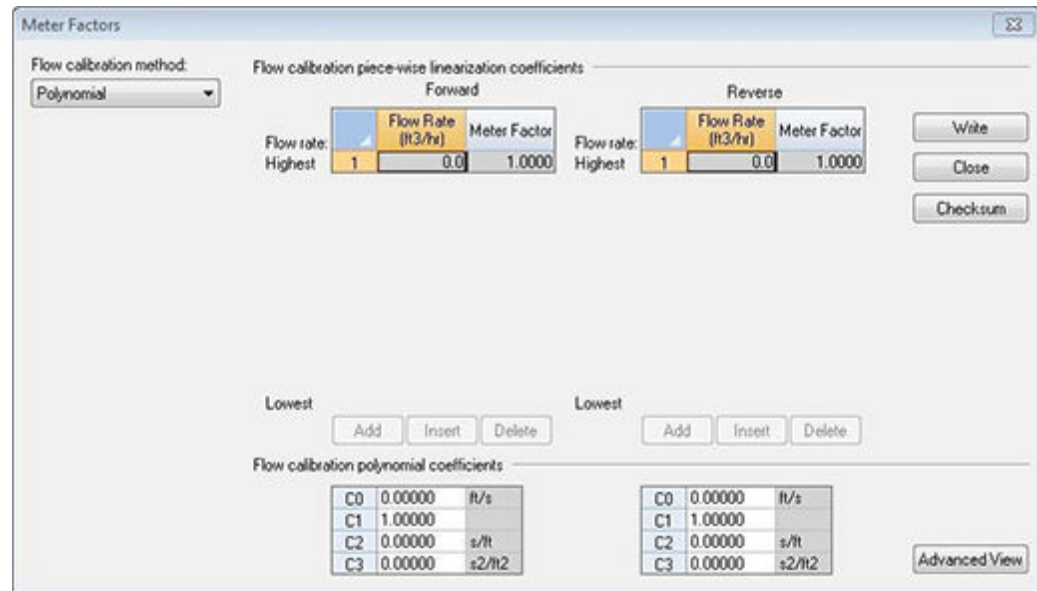 Meter Factors
Flow calibration method:
Polynomial
Flow calibration piece-wise linearization coefficients
Forward
Flow rate:
Flow Rate (ft3/hr) Meter Factor
Highest 1 0.0 1.0000
Reverse
Flow rate:
Flow Rate (ft3/hr) Meter Factor
Highest 1 0.0 1.0000
Write
Close
Checksum
Lowest
Add Insert Delete
Lowest
Add Insert Delete
Flow calibration polynomial coefficients
C0 0.00000 ft/s
C1 1.00000
C2 0.00000 s/ft
C3 0.00000 s2/ft2
C0 0.00000 ft/s
C1 1.00000
C2 0.00000 s/ft
C3 0.00000 s2/ft2
Advanced View